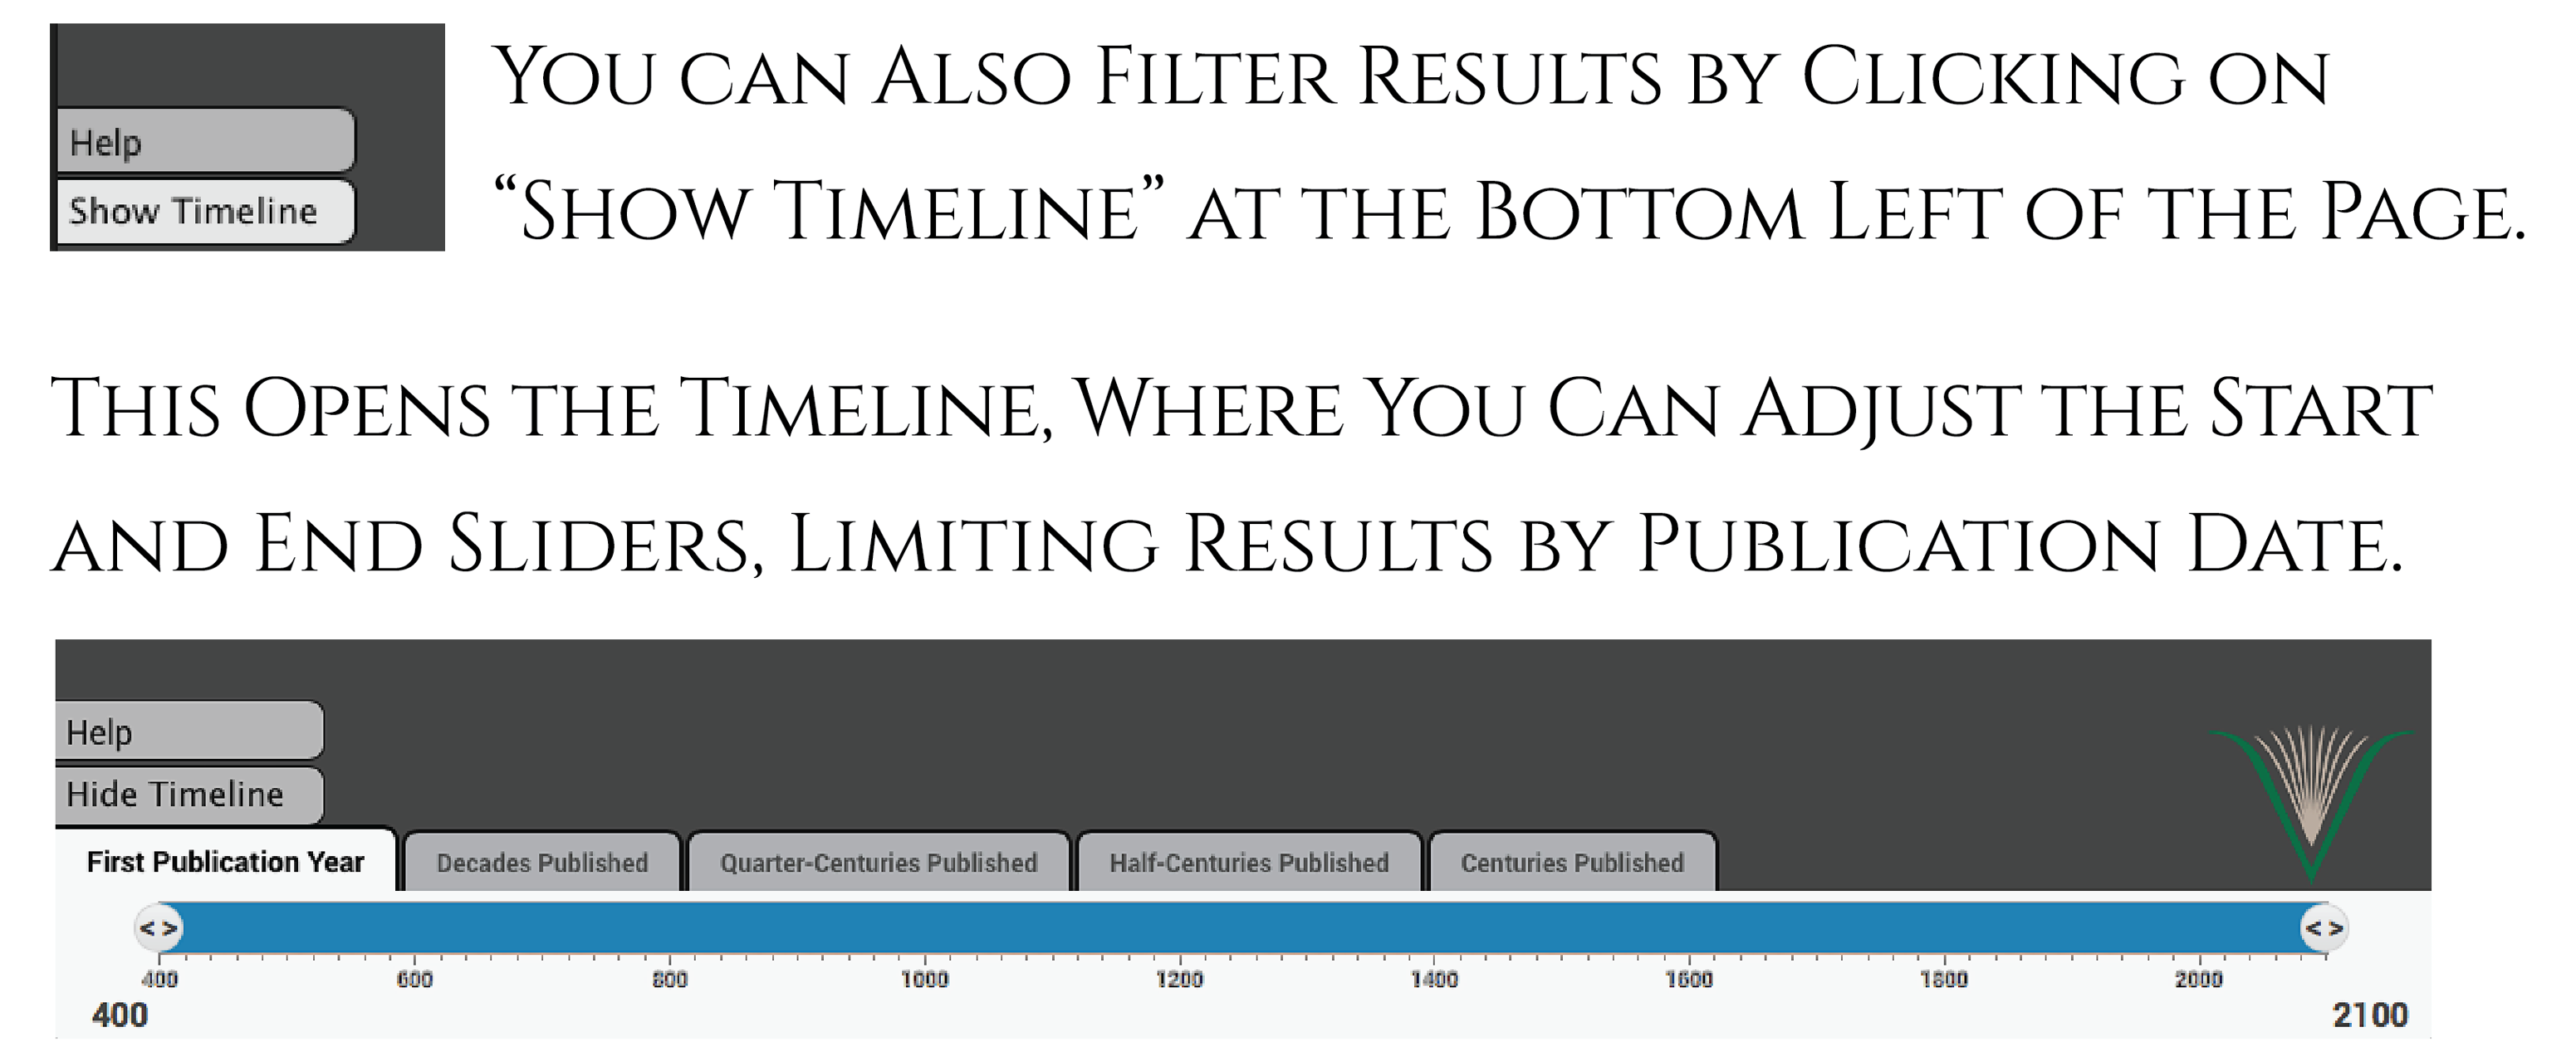 Help
Show Timeline
You can Also Filter Results by Clicking on
“Show Timeline” at the Bottom Left of the Page.
This Opens the Timeline, Where You Can Adjust the Start
and End Sliders, Limiting Results by Publication Date.
Help
Hide Timeline
First Publication Year Decades Published Quarter-Centuries Published Half-Centuries Published Centuries Published
< > < >
400 600 800 1000 1200 1400 1600 1800 2000
400 2100